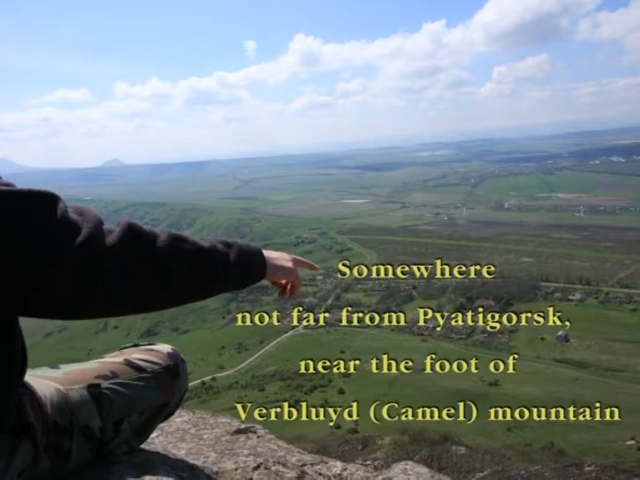 Somewhere
not far from Pyatigorsk,
near the foot of
Verbluyd (Camel) mountain